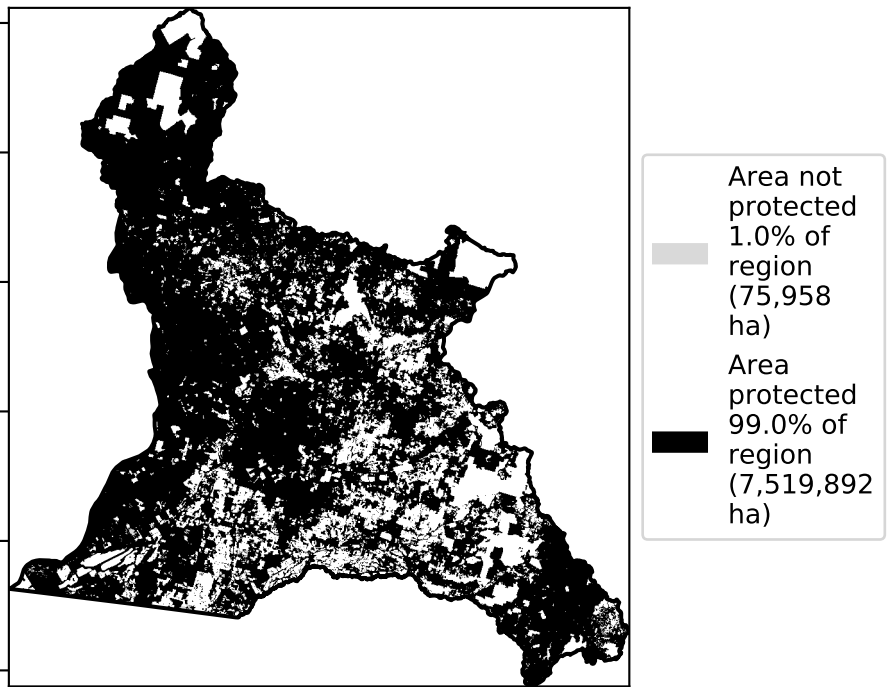 Area not
protected
1.0% of
region
(75,958
ha)
Area
protected
99.0% of
region
(7,519,892
ha)